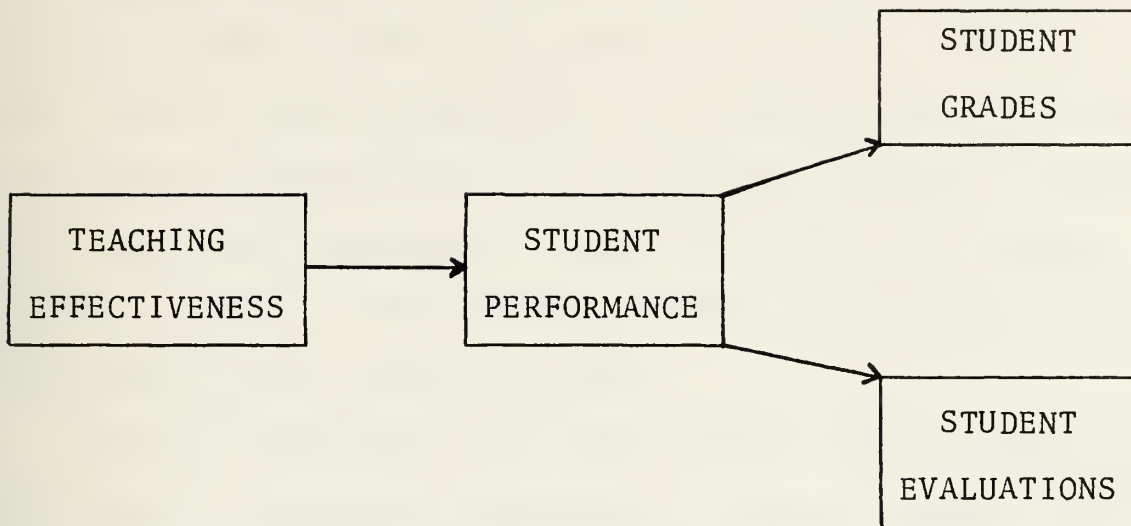 STUDENT
GRADES
TEACHING
EFFECTIVENESS
STUDENT
PERFORMANCE
STUDENT
EVALUATIONS